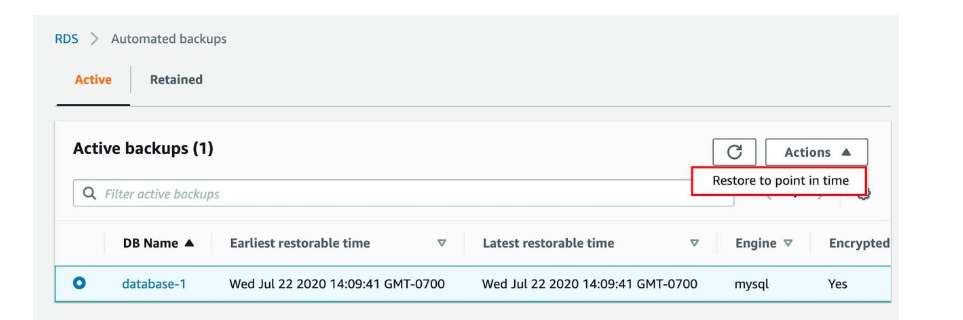 RDS > Automated backups
Active Retained
Active backups (1)
Actions ▲
Restore to point in time
Filter active backups
DB Name ▲ Earliest restorable time ▽ Latest restorable time ▽ Engine ▽ Encrypted
database-1 Wed Jul 22 2020 14:09:41 GMT-0700 Wed Jul 22 2020 14:09:41 GMT-0700 mysql Yes